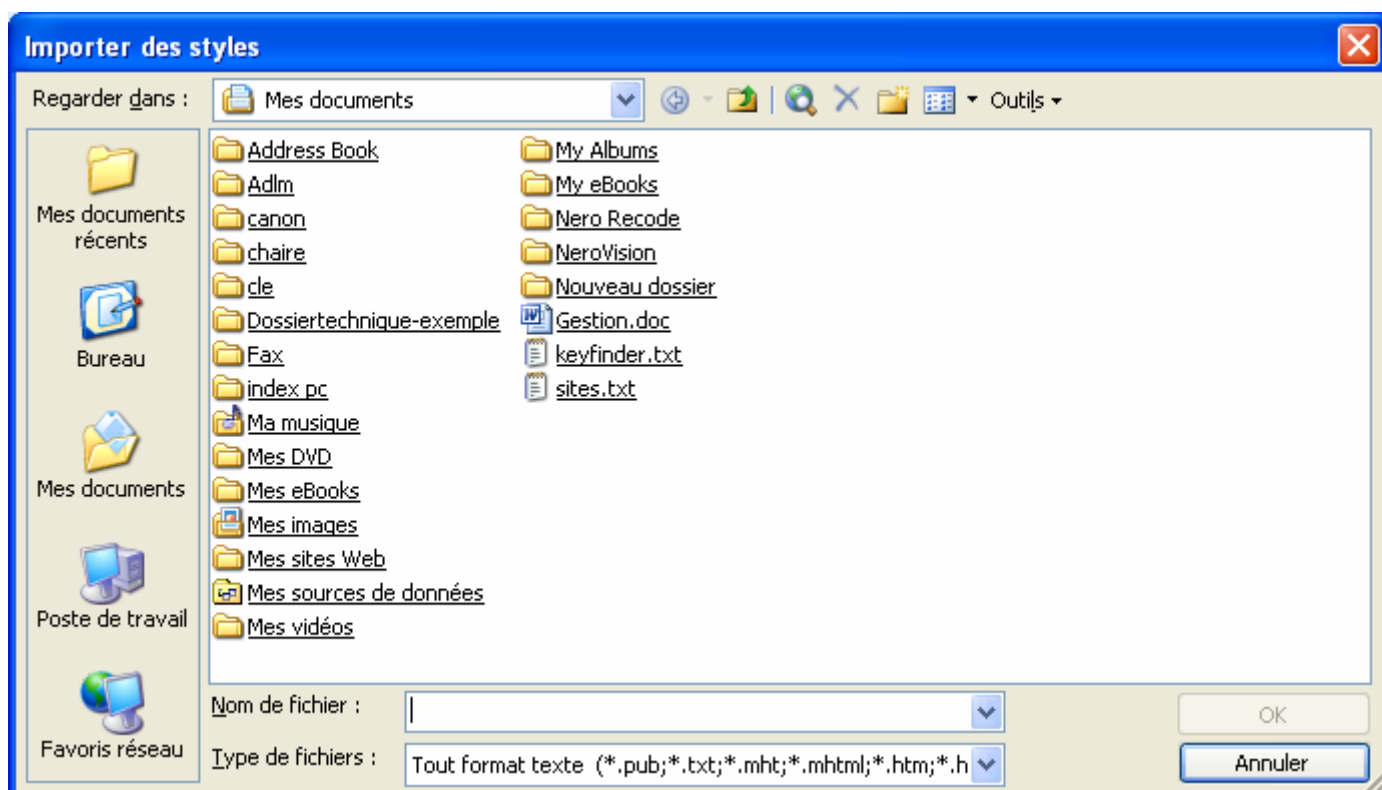 Importer des styles
Regarder dans :
Mes documents
Outils
Mes documents
récents
Bureau
Mes documents
Poste de travail
Favoris réseau
Address Book
Adlm
canon
chaire
cle
Dossiertechnique-exemple
Fax
index pc
Ma musique
Mes DVD
Mes eBooks
Mes images
Mes sites Web
Mes sources de données
Mes vidéos
My Albums
My eBooks
Nero Recode
NeroVision
Nouveau dossier
Gestion.doc
keyfinder.txt
sites.txt
Nom de fichier :
OK
Type de fichiers :
Tout format texte (*.pub;*.txt;*.mht;*.mhtml;*.htm;*.h
Annuler